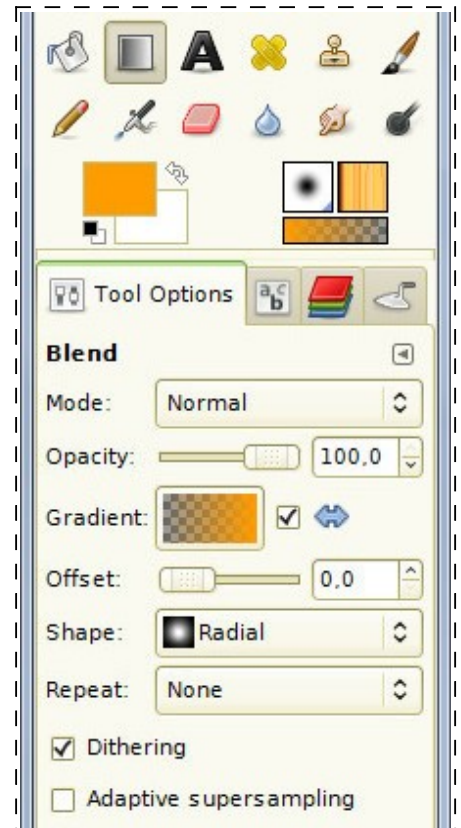 A
Tool Options
abc
Blend
Mode: Normal
Opacity: 100,0
Gradient:
Offset: 0,0
Shape: Radial
Repeat: None
Dithering
Adaptive supersampling